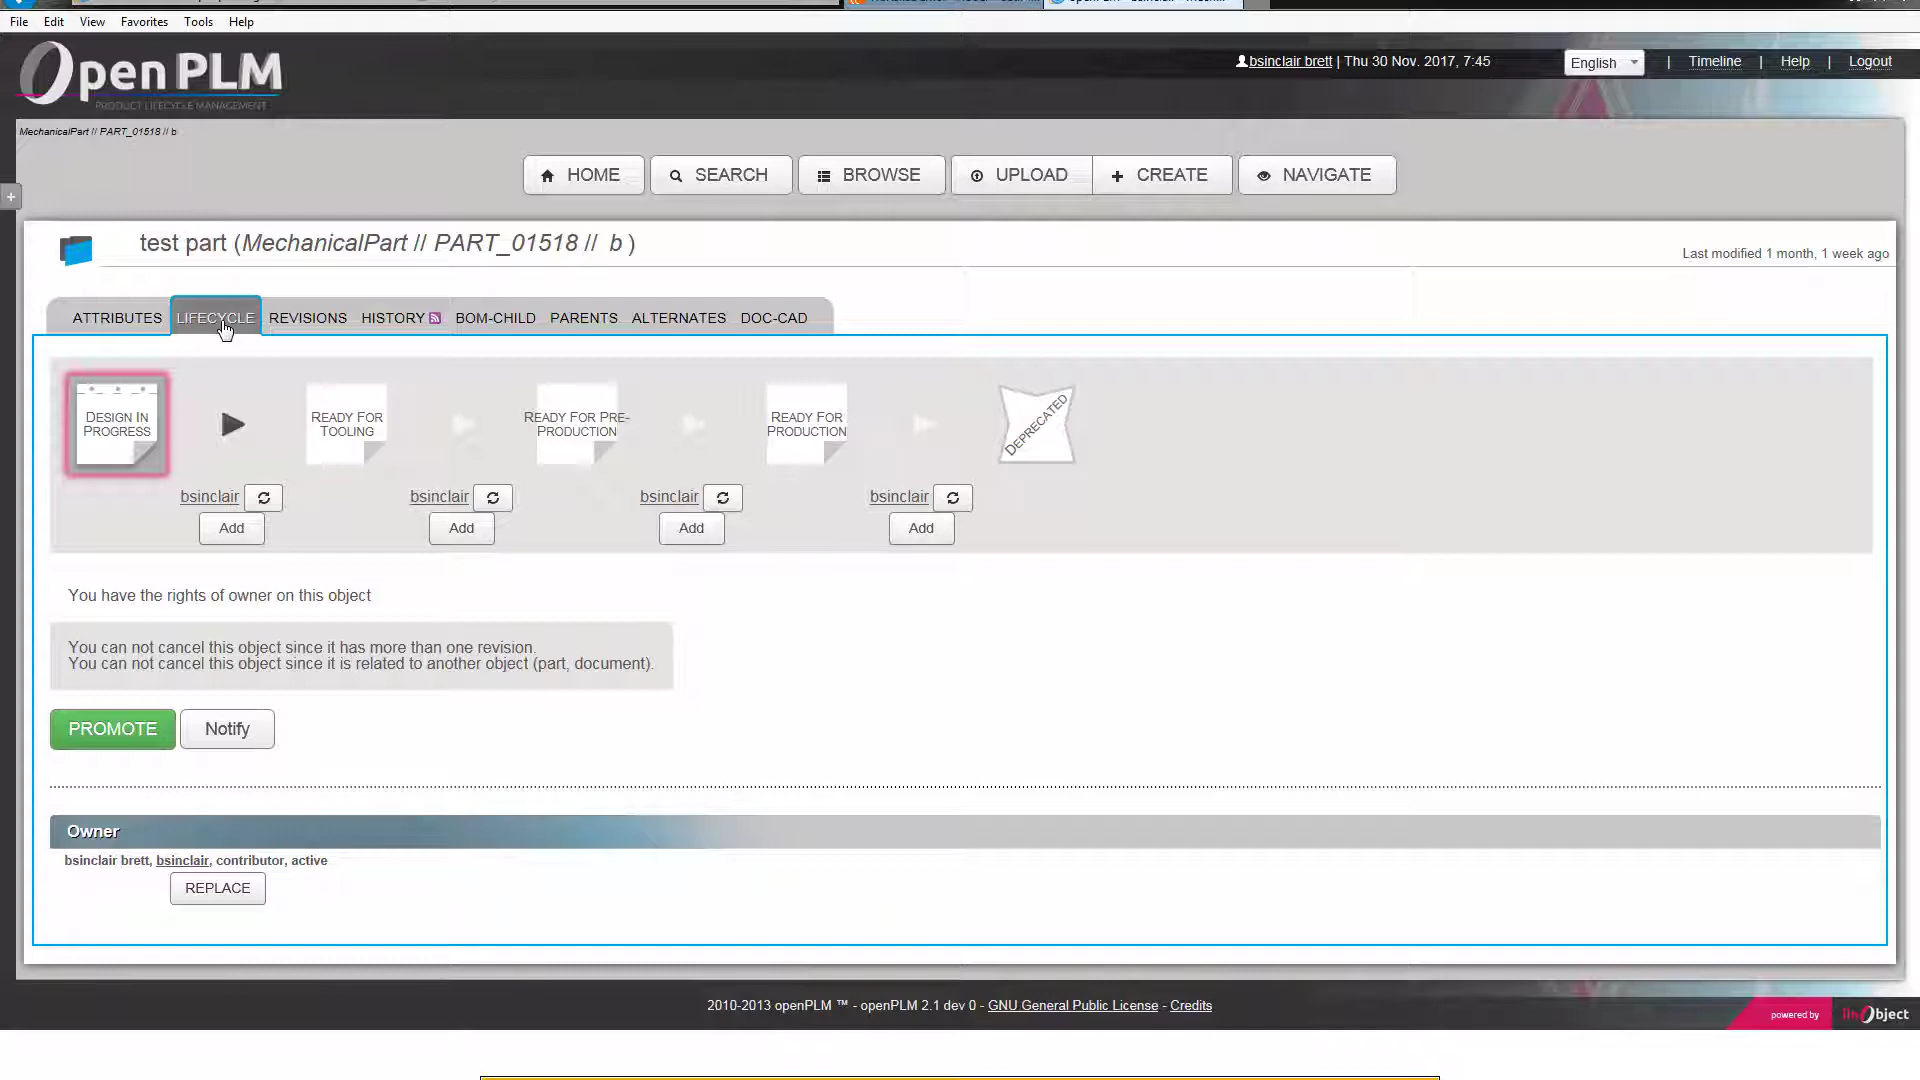 File Edit View Favorites Tools Help
OpenPLM
PRODUCT LIFECYCLE MANAGEMENT
bsinclair brett | Thu 30 Nov. 2017, 7:45 English | Timeline | Help | Logout
MechanicalPart // PART_01518 // b
HOME SEARCH BROWSE UPLOAD CREATE NAVIGATE
+
test part (MechanicalPart // PART_01518 // b )
Last modified 1 month, 1 week ago
ATTRIBUTES LIFECYCLE REVISIONS HISTORY BOM-CHILD PARENTS ALTERNATES DOC-CAD
DESIGN IN PROGRESS
READY FOR TOOLING
READY FOR PRE-PRODUCTION
READY FOR PRODUCTION
DEPRECATED
bsinclair bsinclair bsinclair bsinclair
Add Add Add Add
You have the rights of owner on this object
You can not cancel this object since it has more than one revision.
You can not cancel this object since it is related to another object (part, document).
PROMOTE Notify
Owner
bsinclair brett, bsinclair, contributor, active
REPLACE
2010-2013 openPLM ™ - openPLM 2.1 dev 0 - GNU General Public License - Credits
powered by linObject